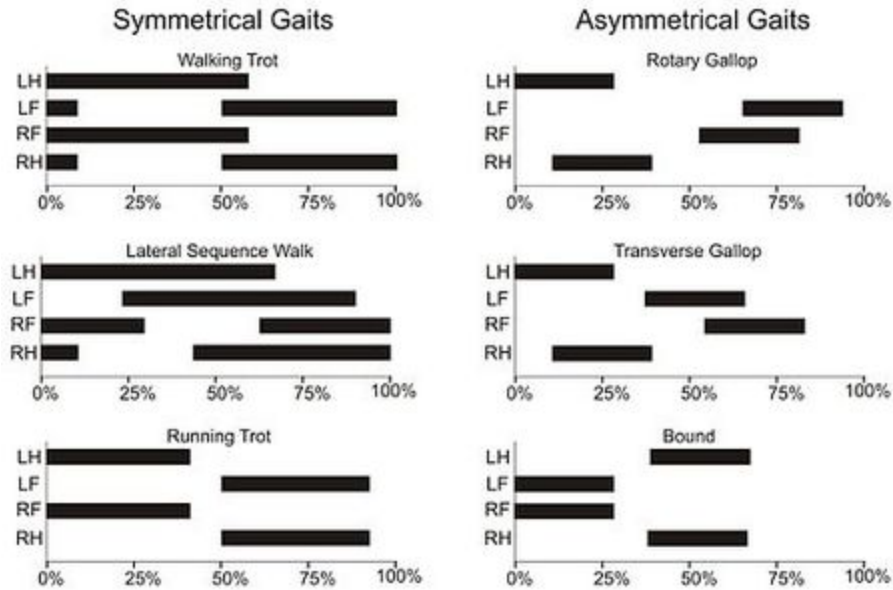 Symmetrical Gaits
Walking Trot
LH
LF
RF
RH
0% 25% 50% 75% 100%
Lateral Sequence Walk
LH
LF
RF
RH
0% 25% 50% 75% 100%
Running Trot
LH
LF
RF
RH
0% 25% 50% 75% 100%
Asymmetrical Gaits
Rotary Gallop
LH
LF
RF
RH
0% 25% 50% 75% 100%
Transverse Gallop
LH
LF
RF
RH
0% 25% 50% 75% 100%
Bound
LH
LF
RF
RH
0% 25% 50% 75% 100%